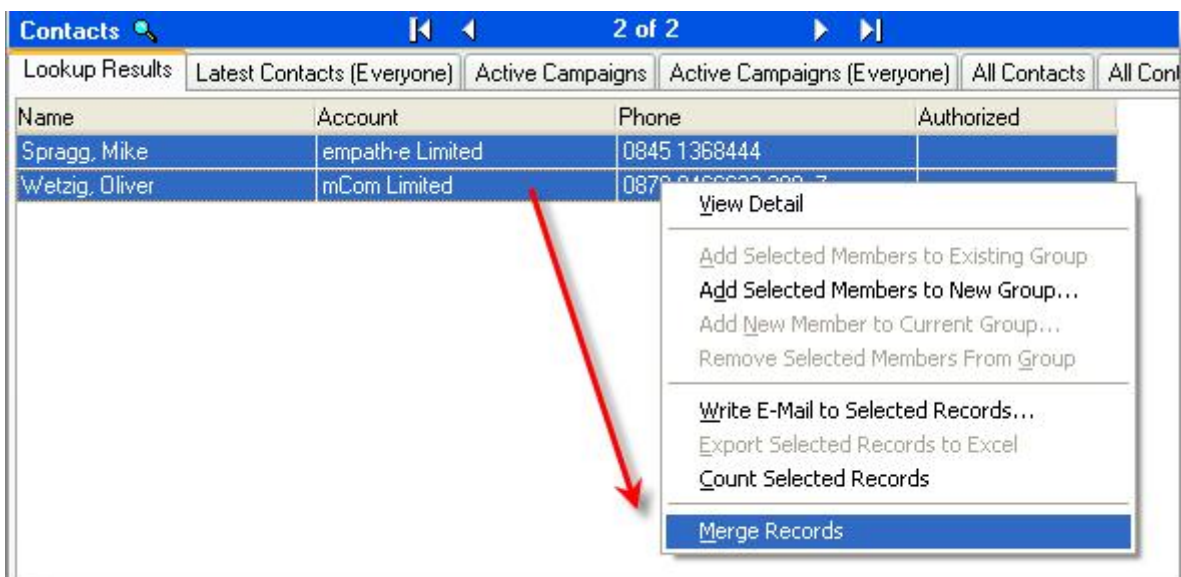 Contacts 2 of 2
Lookup Results Latest Contacts (Everyone) Active Campaigns Active Campaigns (Everyone) All Contacts All Cont
Name Account Phone Authorized
Spragg, Mike empath-e Limited 0845 1368444
Wetzig, Oliver mCom Limited
View Detail
Add Selected Members to Existing Group
Add Selected Members to New Group...
Add New Member to Current Group...
Remove Selected Members From Group
Write E-Mail to Selected Records...
Export Selected Records to Excel
Count Selected Records
Merge Records